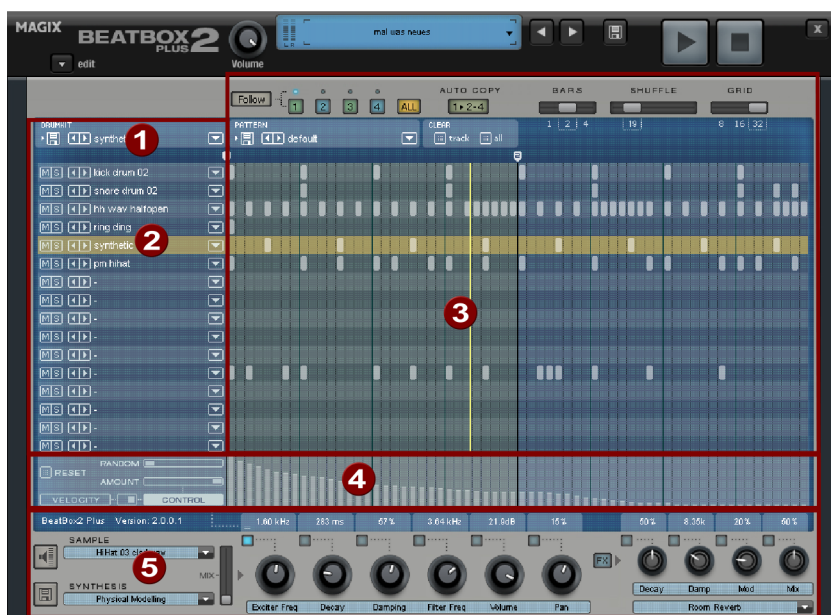 MAGIX
BEATBOX 2
PLUS
edit
Volume
mal was neues
X
Follow
1
2
3
4
ALL
AUTO COPY
1▸2-4
BARS
SHUFFLE
GRID
DRUMKIT
1
PATTERN
default
CLEAR
track
all
1 2 4
19
8 16 32
M S kick drum 02
M S snare drum 02
M S hh wav halfopen
M S ring ding
M S synthetic
2
M S pm hihat
M S -
M S -
3
M S -
M S -
M S -
M S -
M S -
M S -
M S -
M S -
RESET
RANDOM
AMOUNT
VELOCITY
CONTROL
4
BeatBox2 Plus Version: 2.0.0.1
1.60 kHz
283 ms
67%
3.64 kHz
21.9dB
15%
50%
8.35k
20%
60%
SAMPLE
5
SYNTHESIS
Physical Modelling
MIX
FX
Exciter Freq
Decay
Damping
Filter Freq
Volume
Pan
Decay
Damp
Mod
Mix
Room Reverb